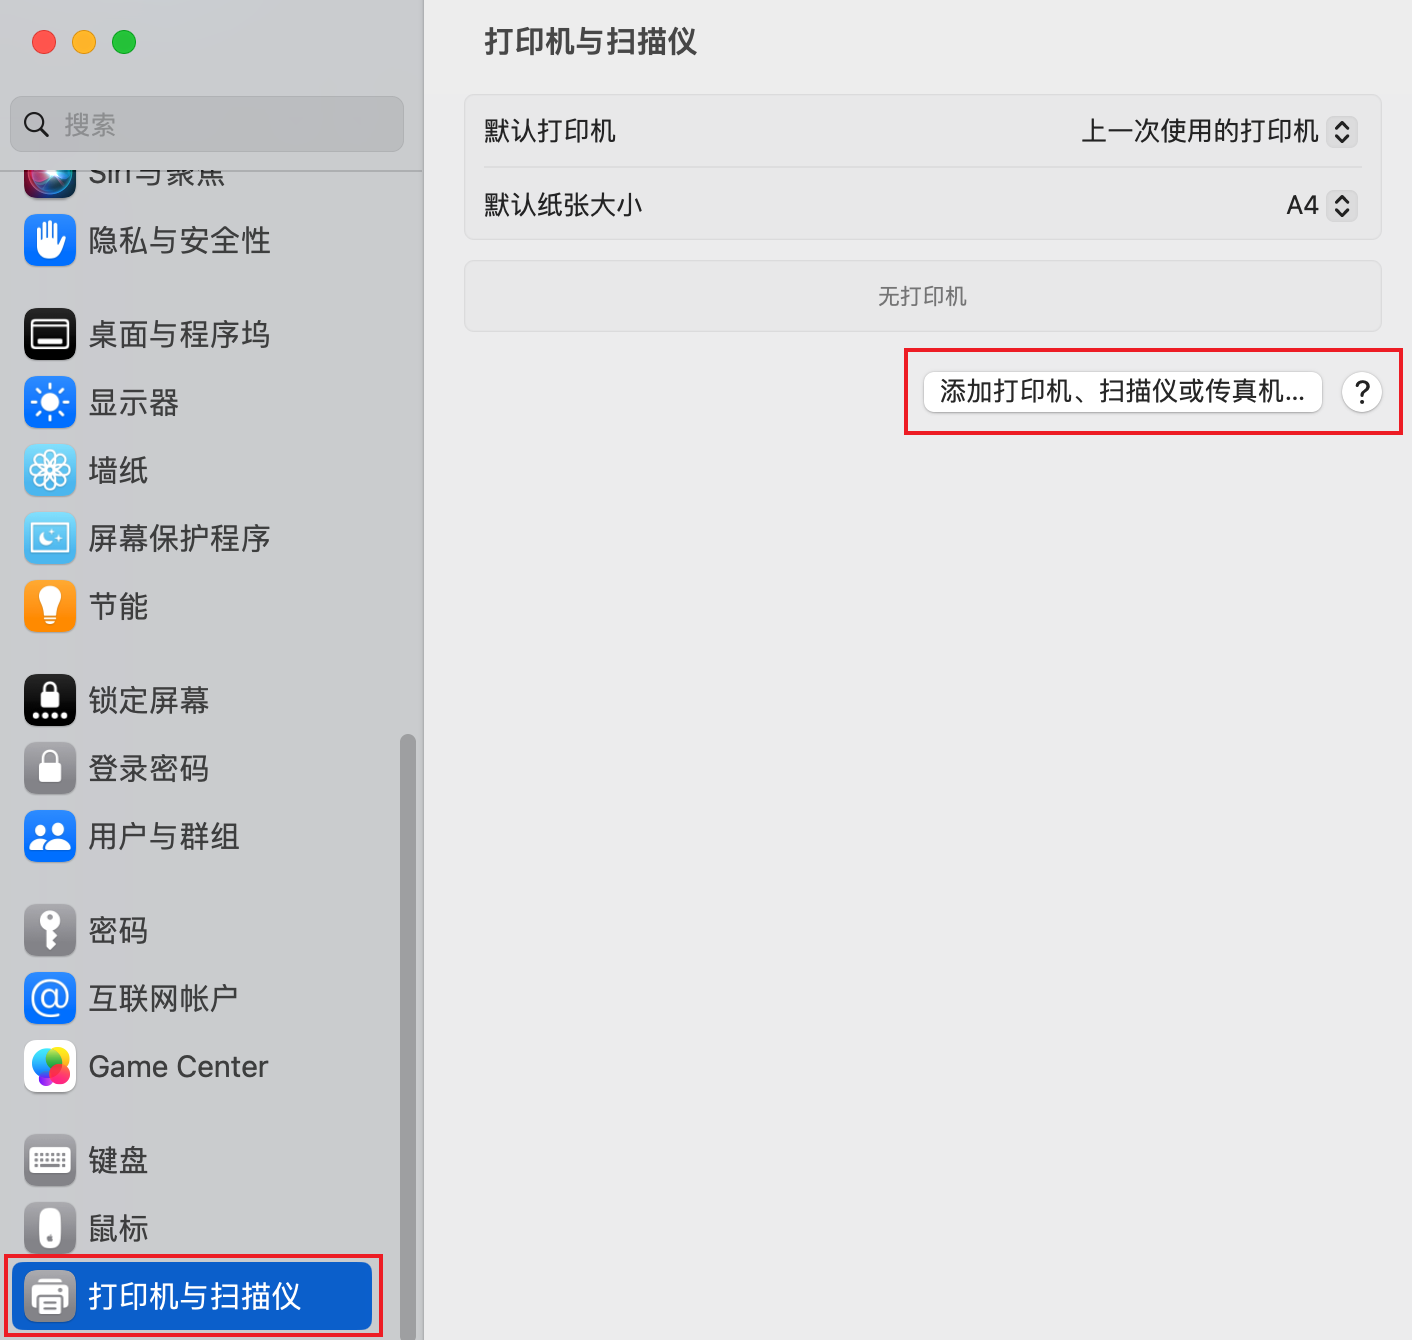 搜索
Siri与聚焦
隐私与安全性
桌面与程序坞
显示器
墙纸
屏幕保护程序
节能
锁定屏幕
登录密码
用户与群组
密码
互联网帐户
Game Center
键盘
鼠标
打印机与扫描仪
打印机与扫描仪
默认打印机 上一次使用的打印机
默认纸张大小 A4
无打印机
添加打印机、扫描仪或传真机... ?